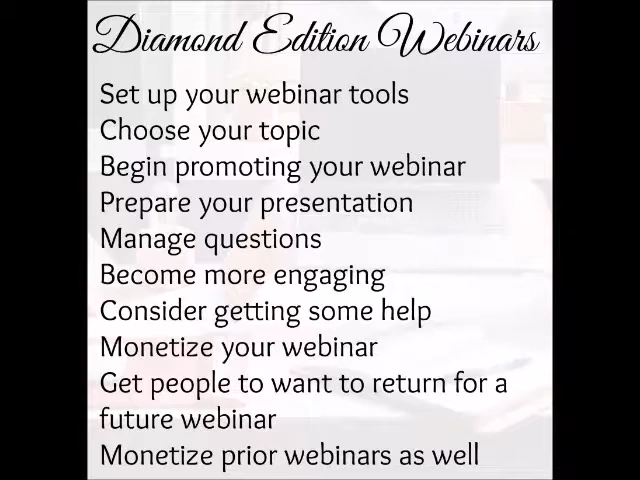 Diamond Edition Webinars
Set up your webinar tools
Choose your topic
Begin promoting your webinar
Prepare your presentation
Manage questions
Become more engaging
Consider getting some help
Monetize your webinar
Get people to want to return for a
future webinar
Monetize prior webinars as well